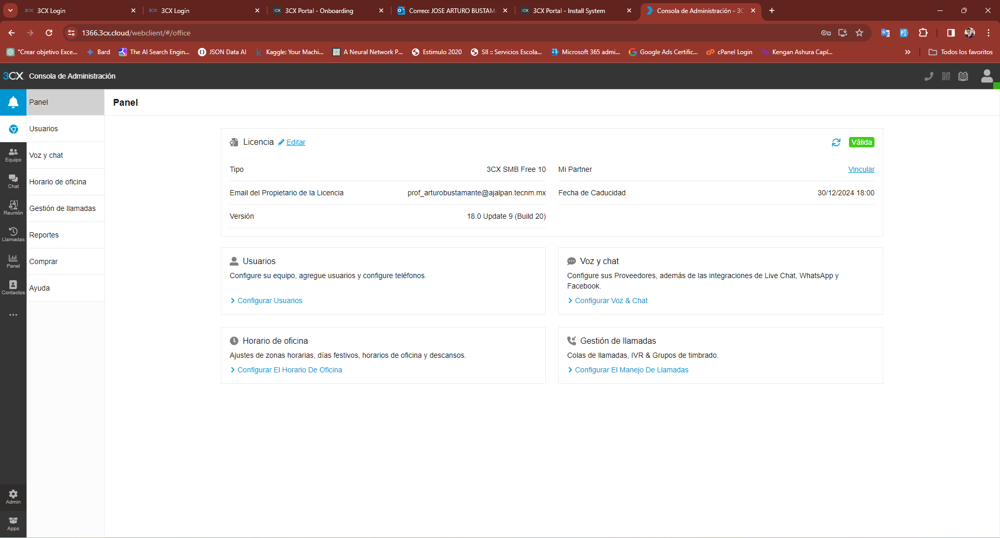 3CX 3CX Login
3CX 3CX Login
3CX 3CX Portal - Onboarding
Correo: JOSE ARTURO BUSTAM
3CX 3CX Portal - Install System
Consola de Administración - 3C
1366.3cx.cloud/webclient/#/office
"Crear objetivo Exce...
Bard
The AI Search Engin...
JSON Data AI
Kaggle: Your Machi...
A Neural Network P...
Estimulo 2020
SII :: Servicios Escola...
Microsoft 365 admi...
Google Ads Certific...
cPanel Login
Kengan Ashura Capí...
Todos los favoritos
3CX Consola de Administración
Equipo
Chat
Reunión
Llamadas
Panel
Contactos
Admin
Apps
Panel
Usuarios
Voz y chat
Horario de oficina
Gestión de llamadas
Reportes
Comprar
Ayuda
Panel
Licencia Editar
Válida
Tipo 3CX SMB Free 10
Mi Partner Vincular
Email del Propietario de la Licencia prof_arturobustamante@ajalpan.tecnm.mx
Fecha de Caducidad 30/12/2024 18:00
Versión 18.0 Update 9 (Build 20)
Usuarios
Configure su equipo, agregue usuarios y configure teléfonos.
Configurar Usuarios
Voz y chat
Configure sus Proveedores, además de las integraciones de Live Chat, WhatsApp y
Facebook.
Configurar Voz & Chat
Horario de oficina
Ajustes de zonas horarias, días festivos, horarios de oficina y descansos.
Configurar El Horario De Oficina
Gestión de llamadas
Colas de llamadas, IVR & Grupos de timbrado.
Configurar El Manejo De Llamadas